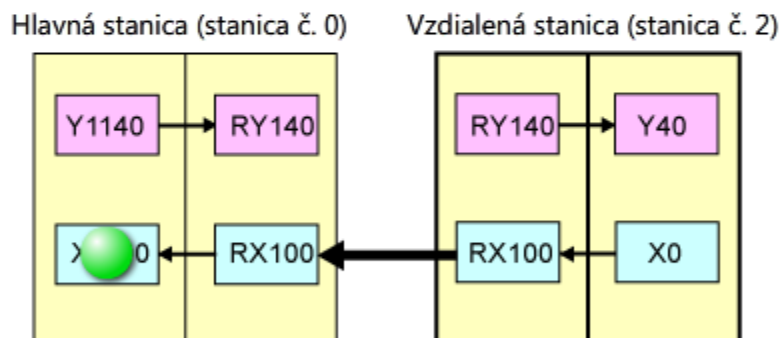 Hlavná stanica (stanica č. 0) Vzdialená stanica (stanica č. 2)
Y1140 RY140 RY140 Y40
RX100 RX100 X0